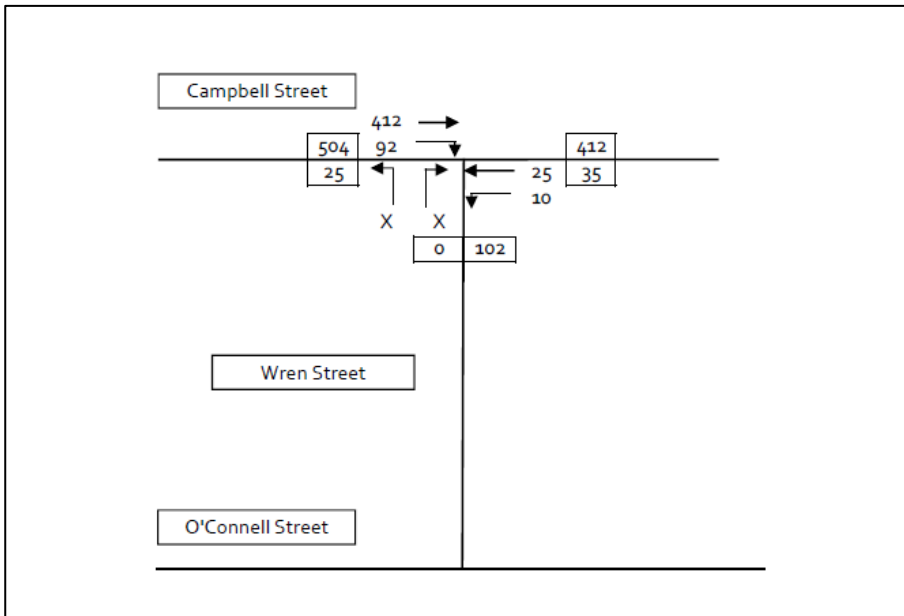 Campbell Street
412
504 92 412
25 25 35
10
X X
0 102
Wren Street
O'Connell Street